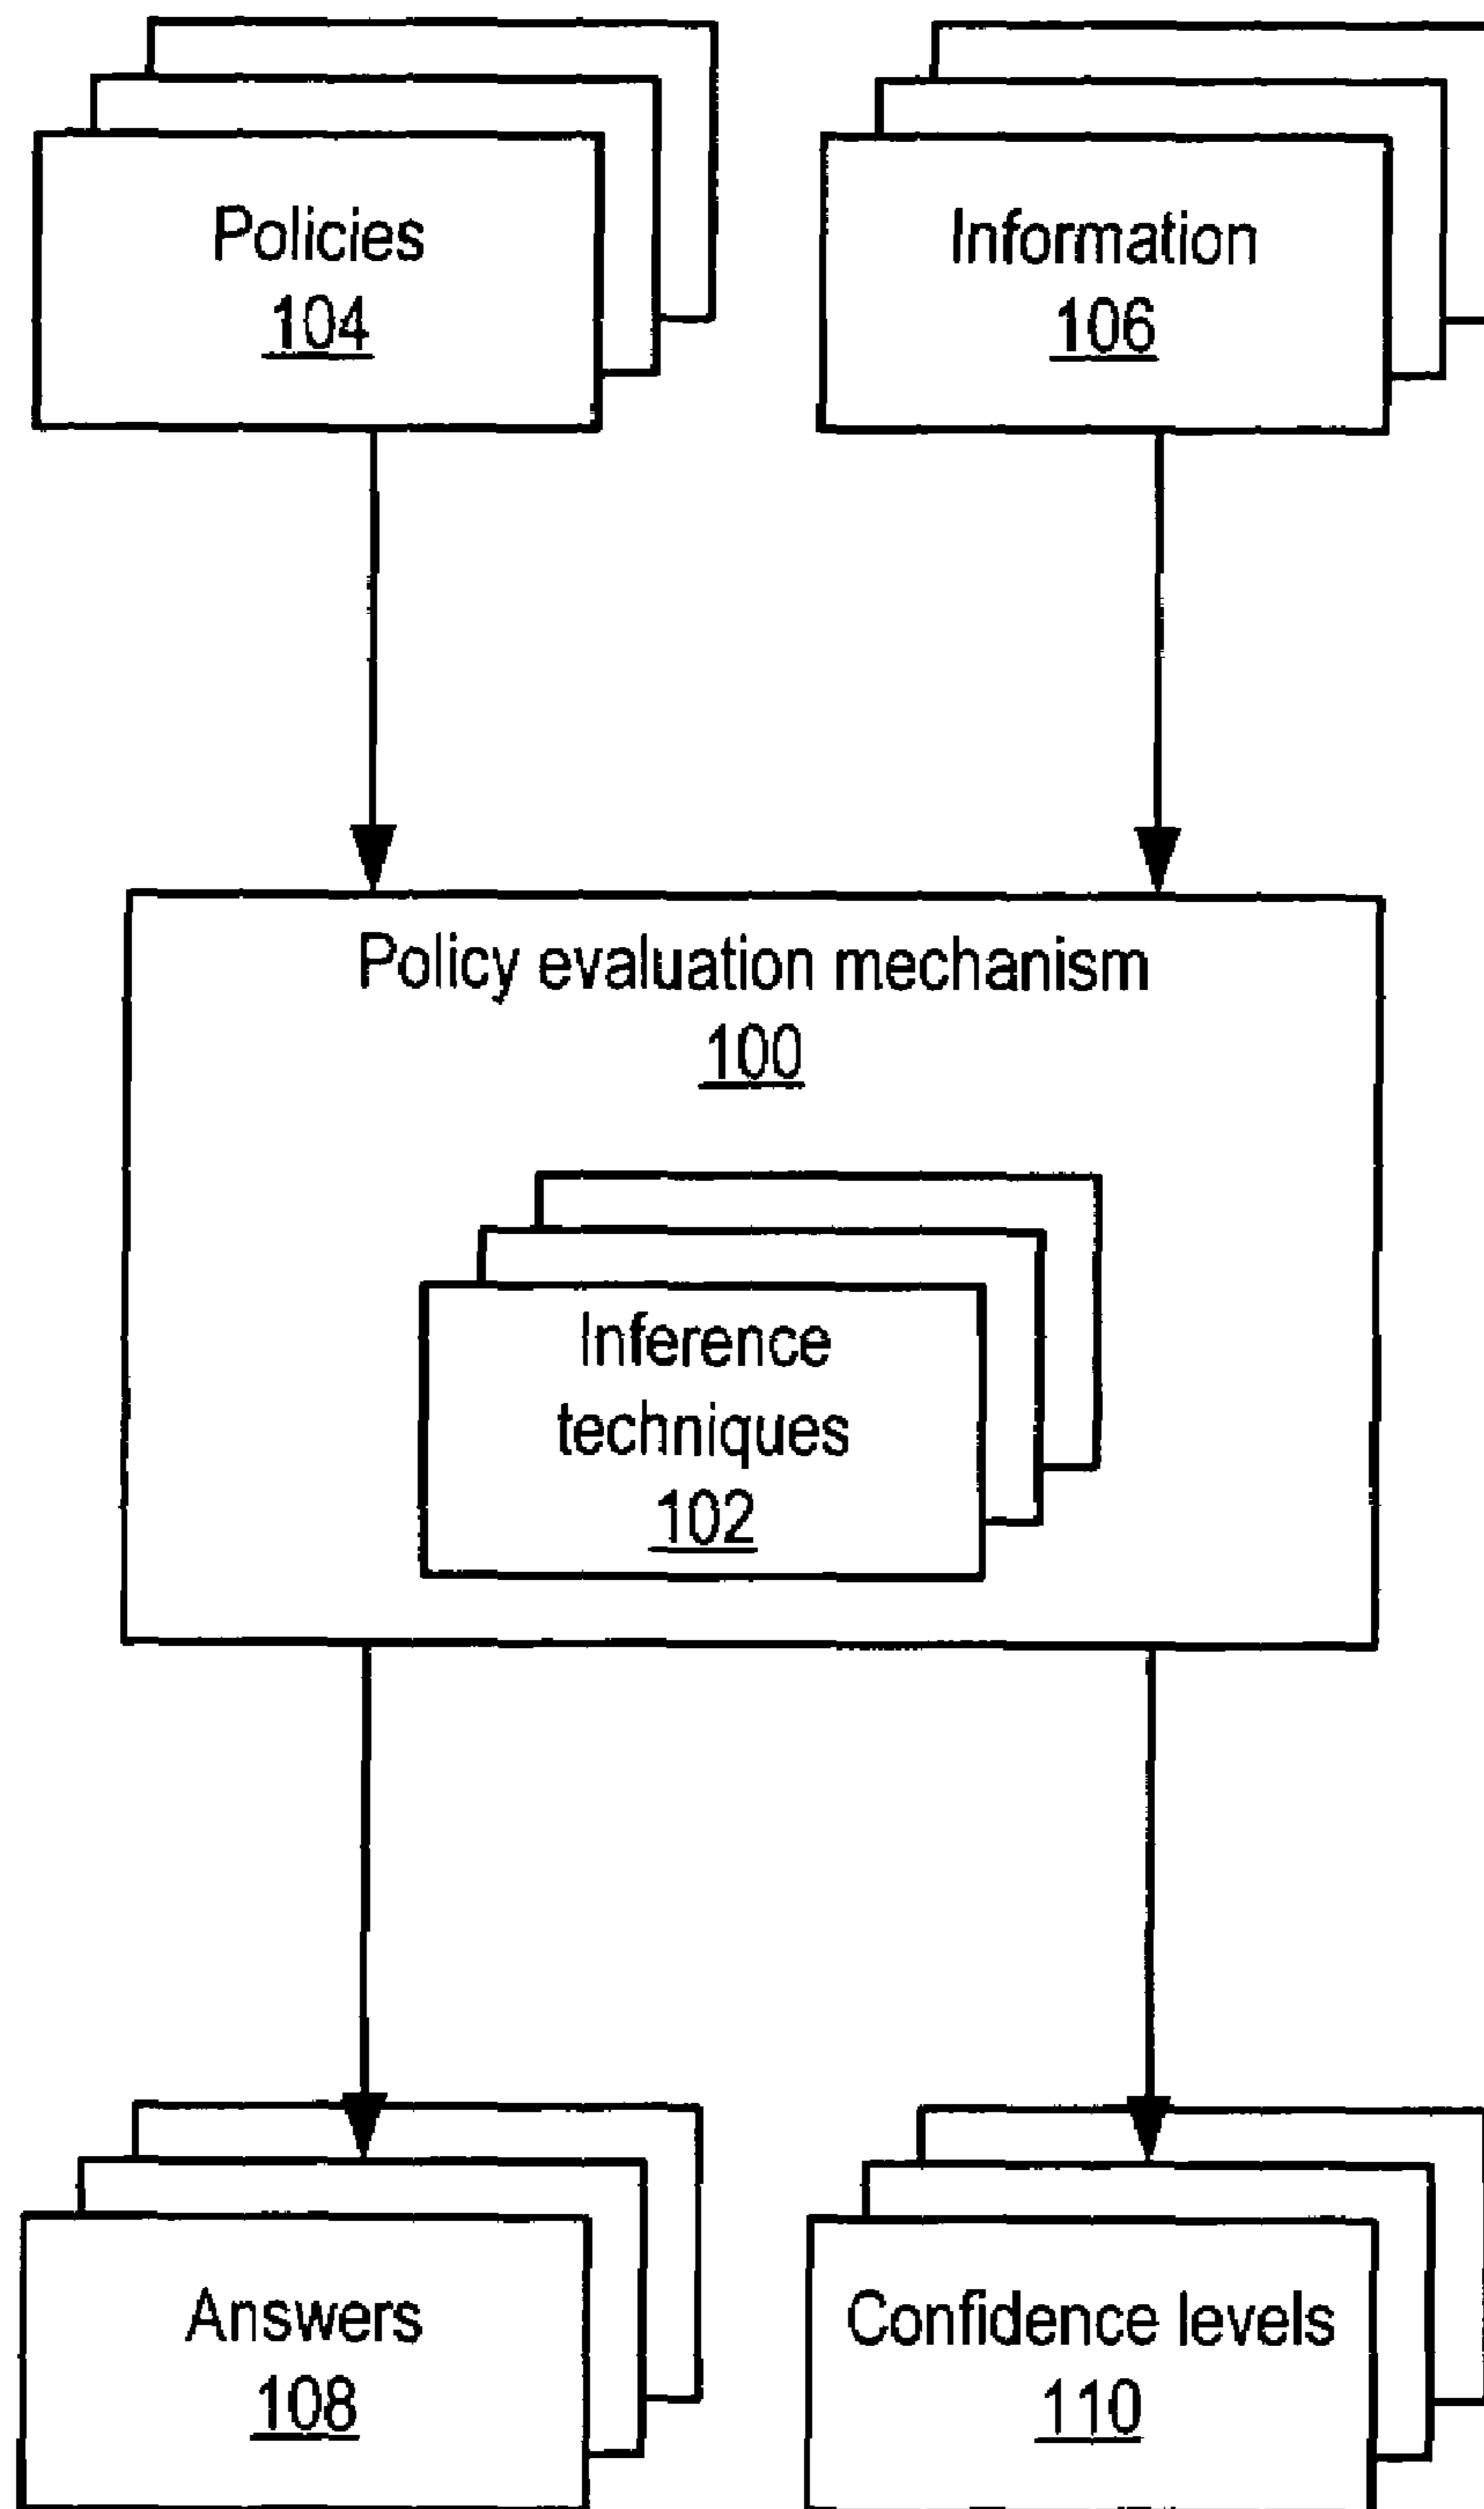 Policies
104
Information
106
Policy evaluation mechanism
100
Inference
techniques
102
Answers
108
Confidence levels
110